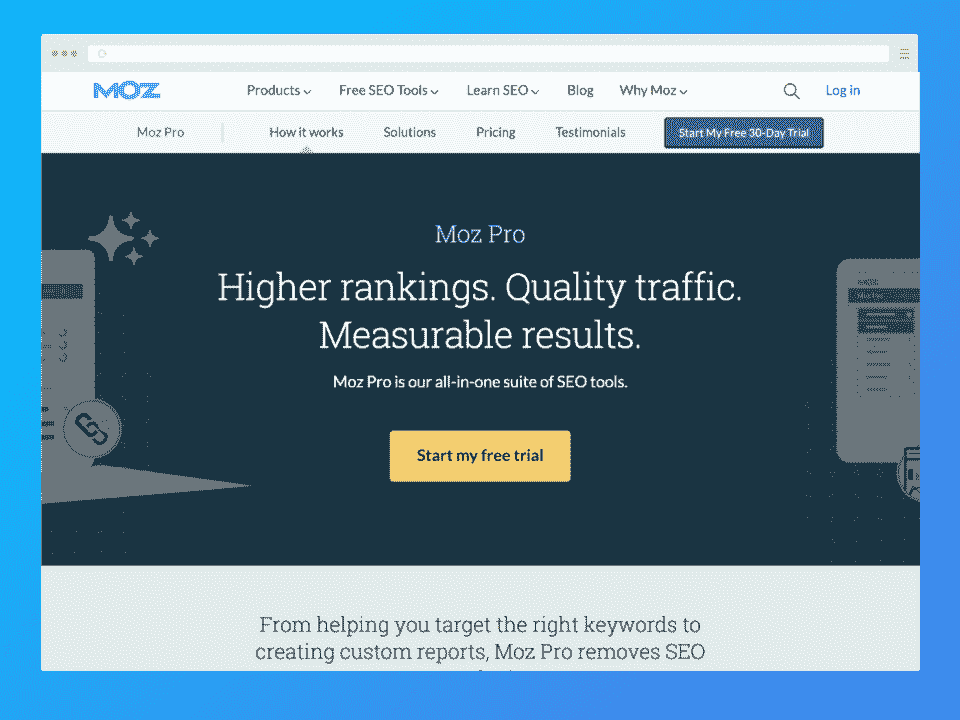 MOZ
Products Free SEO Tools Learn SEO Blog Why Moz Log in
Moz Pro How it works Solutions Pricing Testimonials Start My Free 30-Day Trial
Moz Pro
Higher rankings. Quality traffic.
Measurable results.
Moz Pro is our all-in-one suite of SEO tools.
Start my free trial
From helping you target the right keywords to
creating custom reports, Moz Pro removes SEO